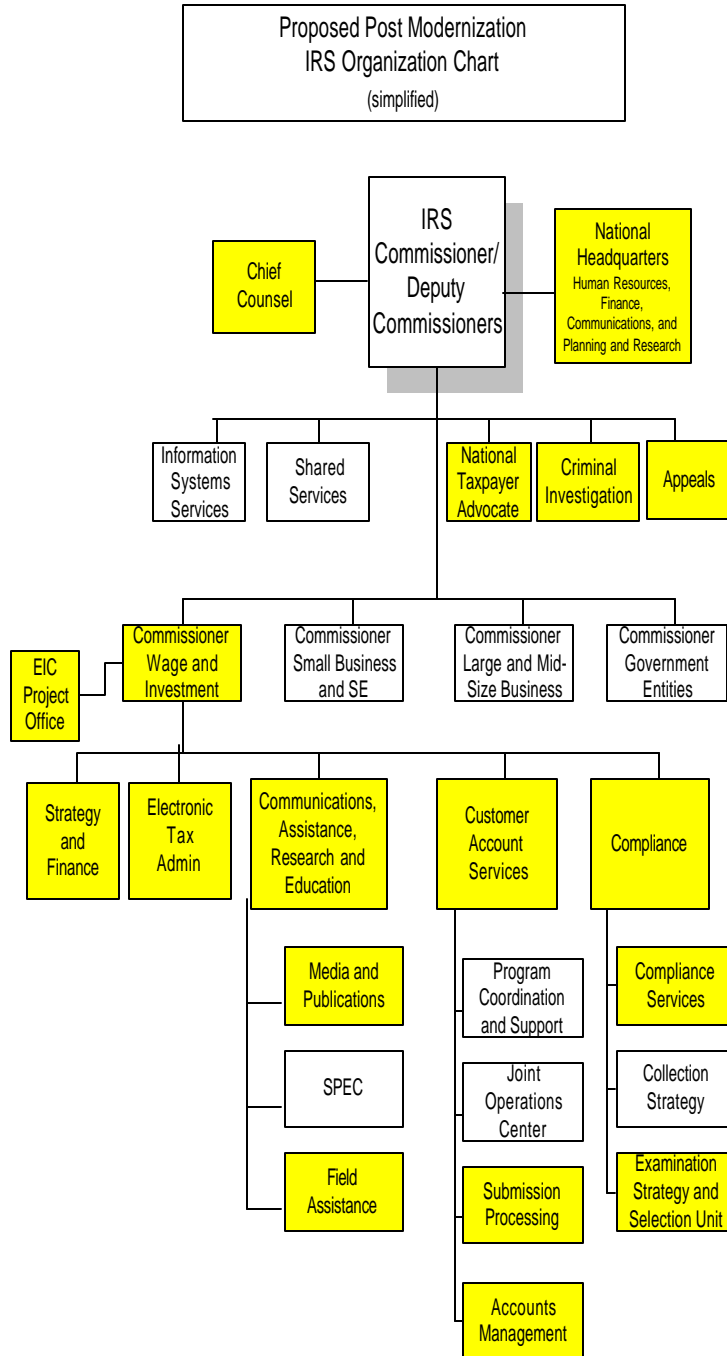 Proposed Post Modernization
IRS Organization Chart
(simplified)
IRS
Commissioner/
Deputy
Commissioners
Chief
Counsel
National
Headquarters
Human Resources,
Finance,
Communications, and
Planning and Research
Information
Systems
Services
Shared
Services
National
Taxpayer
Advocate
Criminal
Investigation
Appeals
EIC
Project
Office
Commissioner
Wage and
Investment
Commissioner
Small Business
and SE
Commissioner
Large and Mid-
Size Business
Commissioner
Government
Entities
Strategy
and
Finance
Electronic
Tax
Admin
Communications,
Assistance,
Research and
Education
Customer
Account
Services
Compliance
Media and
Publications
SPEC
Field
Assistance
Program
Coordination
and Support
Joint
Operations
Center
Submission
Processing
Accounts
Management
Compliance
Services
Collection
Strategy
Examination
Strategy and
Selection Unit